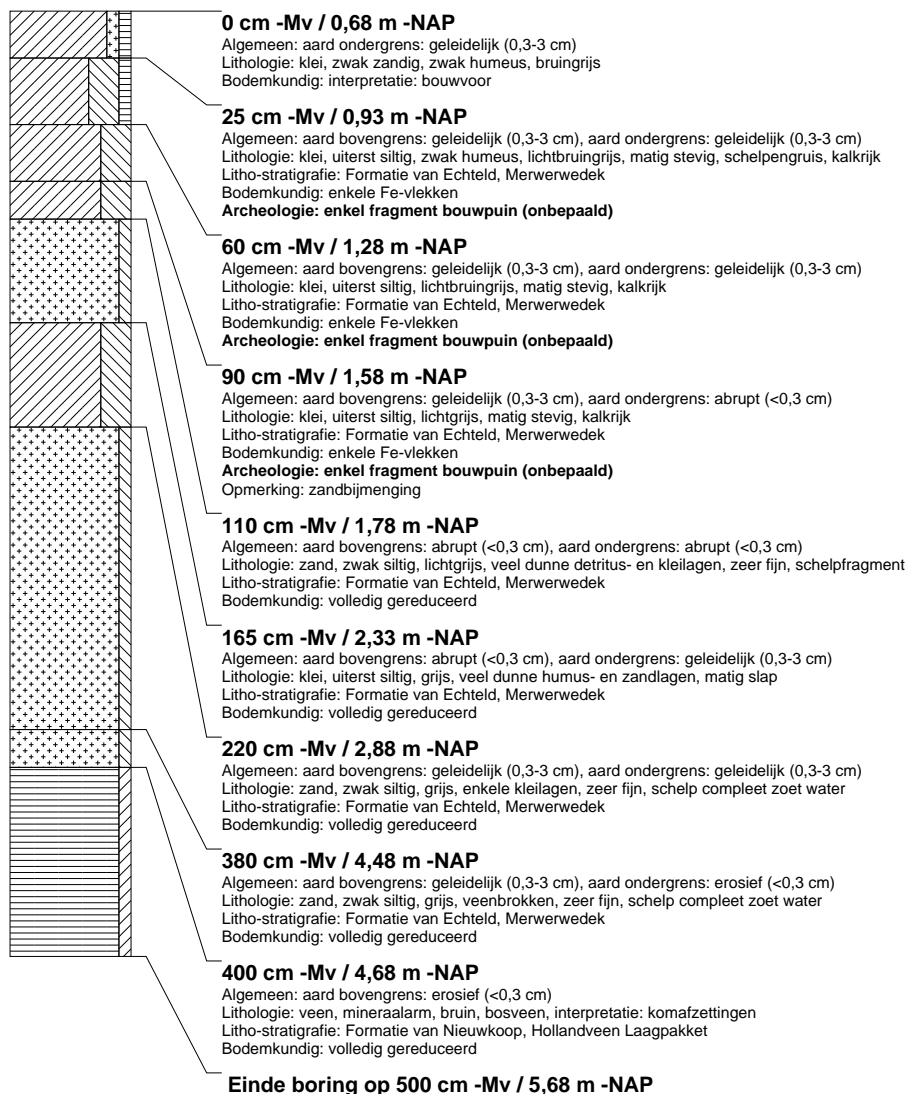 0 cm -Mv / 0,68 m -NAP
Algemeen: aard ondergrens: geleidelijk (0,3-3 cm)
Lithologie: klei, zwak zandig, zwak humeus, bruingrijs
Bodemkundig: interpretatie: bouwvoor
25 cm -Mv / 0,93 m -NAP
Algemeen: aard bovengrens: geleidelijk (0,3-3 cm), aard ondergrens: geleidelijk (0,3-3 cm)
Lithologie: klei, uiterst siltig, zwak humeus, lichtbruingrijs, matig stevig, schelpengruis, kalkrijk
Litho-stratigrafie: Formatie van Echteld, Merwerwedek
Bodemkundig: enkele Fe-vlekken
Archeologie: enkel fragment bouwpuin (onbepaald)
60 cm -Mv / 1,28 m -NAP
Algemeen: aard bovengrens: geleidelijk (0,3-3 cm), aard ondergrens: geleidelijk (0,3-3 cm)
Lithologie: klei, uiterst siltig, lichtbruingrijs, matig stevig, kalkrijk
Litho-stratigrafie: Formatie van Echteld, Merwerwedek
Bodemkundig: enkele Fe-vlekken
Archeologie: enkel fragment bouwpuin (onbepaald)
90 cm -Mv / 1,58 m -NAP
Algemeen: aard bovengrens: geleidelijk (0,3-3 cm), aard ondergrens: abrupt (<0,3 cm)
Lithologie: klei, uiterst siltig, lichtgrijs, matig stevig, kalkrijk
Litho-stratigrafie: Formatie van Echteld, Merwerwedek
Bodemkundig: enkele Fe-vlekken
Archeologie: enkel fragment bouwpuin (onbepaald)
Opmerking: zandbijmenging
110 cm -Mv / 1,78 m -NAP
Algemeen: aard bovengrens: abrupt (<0,3 cm), aard ondergrens: abrupt (<0,3 cm)
Lithologie: zand, zwak siltig, lichtgrijs, veel dunne detritus- en kleilagen, zeer fijn, schelpfragment
Litho-stratigrafie: Formatie van Echteld, Merwerwedek
Bodemkundig: volledig gereduceerd
165 cm -Mv / 2,33 m -NAP
Algemeen: aard bovengrens: abrupt (<0,3 cm), aard ondergrens: geleidelijk (0,3-3 cm)
Lithologie: klei, uiterst siltig, grijs, veel dunne humus- en zandlagen, matig slap
Litho-stratigrafie: Formatie van Echteld, Merwerwedek
Bodemkundig: volledig gereduceerd
220 cm -Mv / 2,88 m -NAP
Algemeen: aard bovengrens: geleidelijk (0,3-3 cm), aard ondergrens: geleidelijk (0,3-3 cm)
Lithologie: zand, zwak siltig, grijs, enkele kleilagen, zeer fijn, schelp compleet zoet water
Litho-stratigrafie: Formatie van Echteld, Merwerwedek
Bodemkundig: volledig gereduceerd
380 cm -Mv / 4,48 m -NAP
Algemeen: aard bovengrens: geleidelijk (0,3-3 cm), aard ondergrens: erosief (<0,3 cm)
Lithologie: zand, zwak siltig, grijs, veenbrokken, zeer fijn, schelp compleet zoet water
Litho-stratigrafie: Formatie van Echteld, Merwerwedek
Bodemkundig: volledig gereduceerd
400 cm -Mv / 4,68 m -NAP
Algemeen: aard bovengrens: erosief (<0,3 cm)
Lithologie: veen, mineraalarm, bruin, bosveen, interpretatie: komafzettingen
Litho-stratigrafie: Formatie van Nieuwkoop, Hollandveen Laagpakket
Bodemkundig: volledig gereduceerd
Einde boring op 500 cm -Mv / 5,68 m -NAP